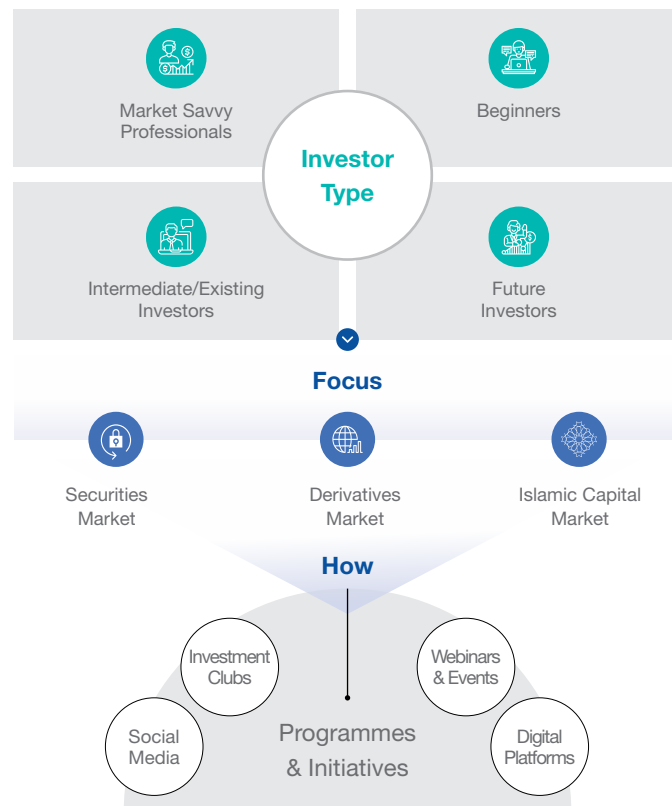 Market Savvy
Professionals
Beginners
Investor
Type
Intermediate/Existing
Investors
Future
Investors
Focus
Securities
Market
Derivatives
Market
Islamic Capital
Market
How
Investment
Clubs
Webinars
& Events
Social
Media
Programmes
& Initiatives
Digital
Platforms